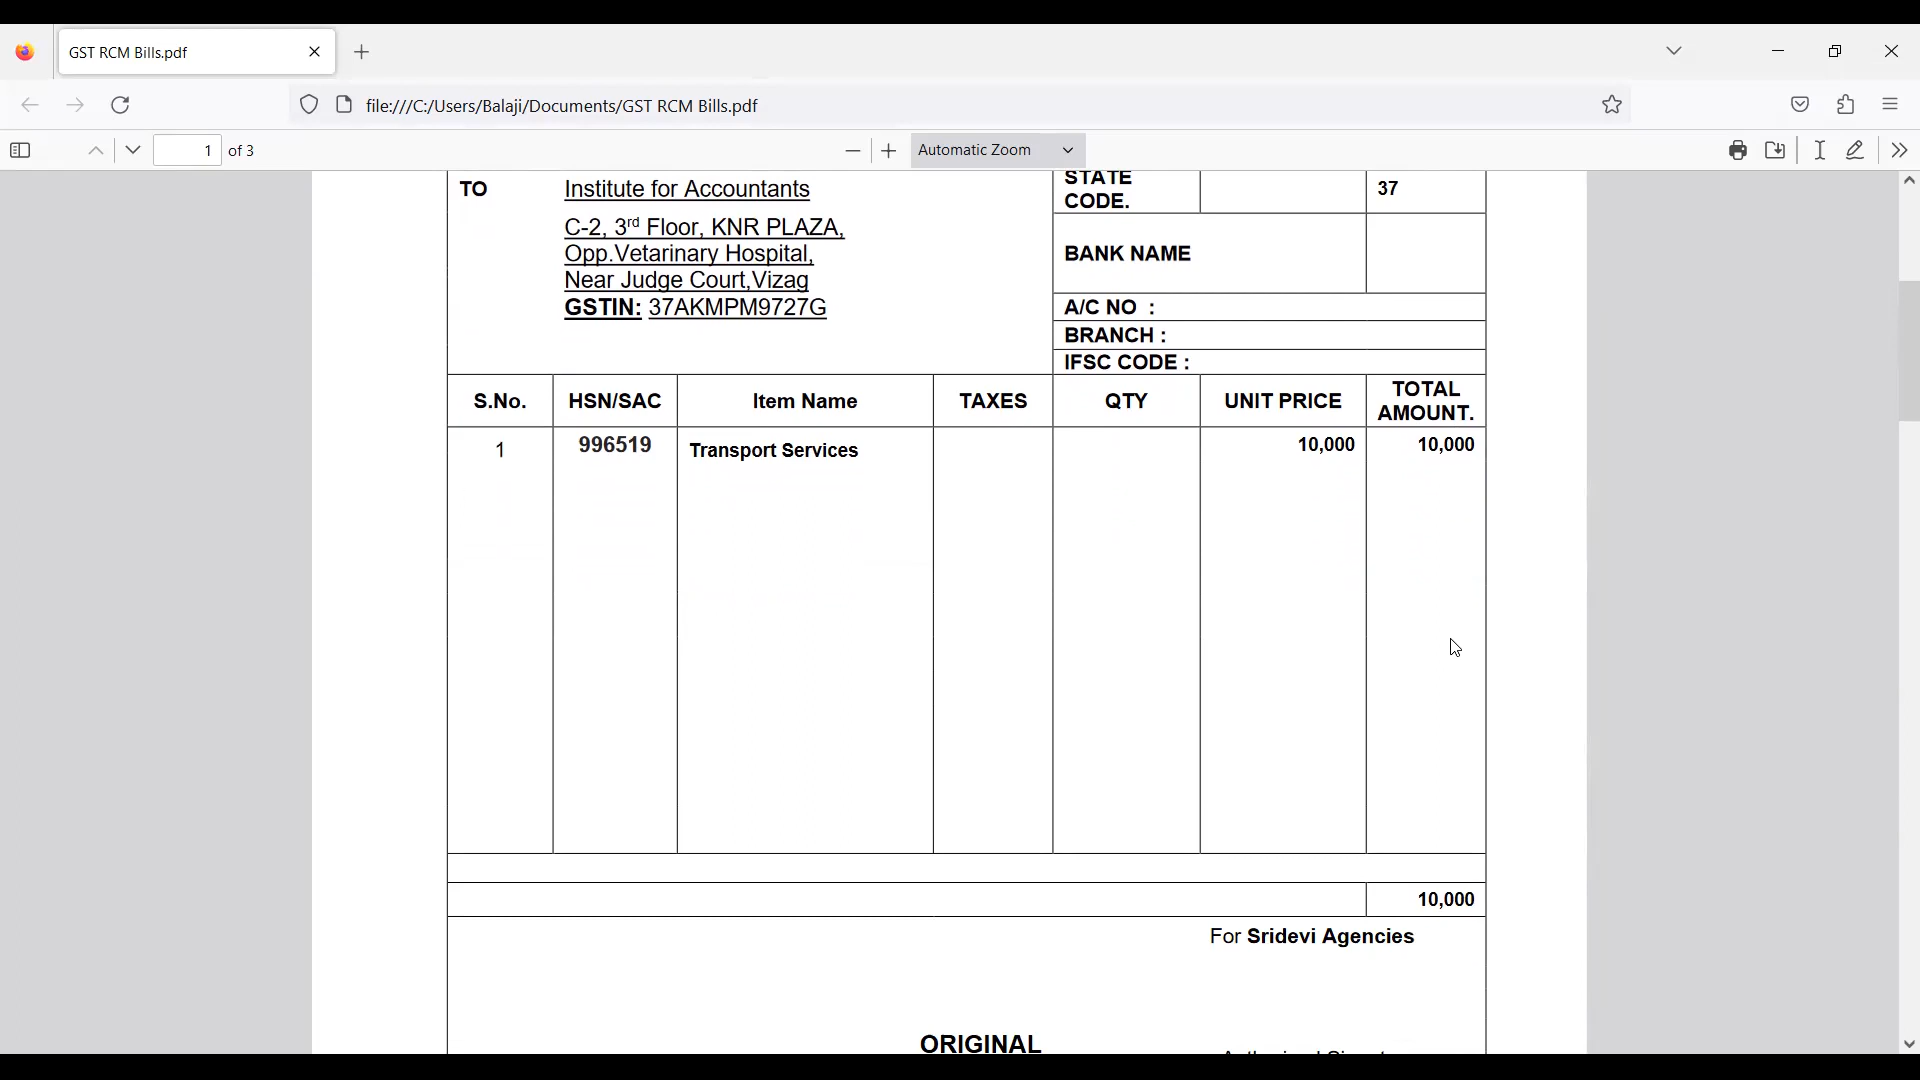 GST RCM Bills.pdf
file:///C:/Users/Balaji/Documents/GST RCM Bills.pdf
1 of 3
Automatic Zoom
TO
Institute for Accountants
C-2, 3rd Floor, KNR PLAZA,
Opp.Vetarinary Hospital,
Near Judge Court,Vizag
GSTIN: 37AKMPM9727G
STATE
CODE.
37
BANK NAME
A/C NO :
BRANCH :
IFSC CODE :
S.No. HSN/SAC Item Name TAXES QTY UNIT PRICE TOTAL
AMOUNT.
1 996519 Transport Services 10,000 10,000
10,000
For Sridevi Agencies
ORIGINAL